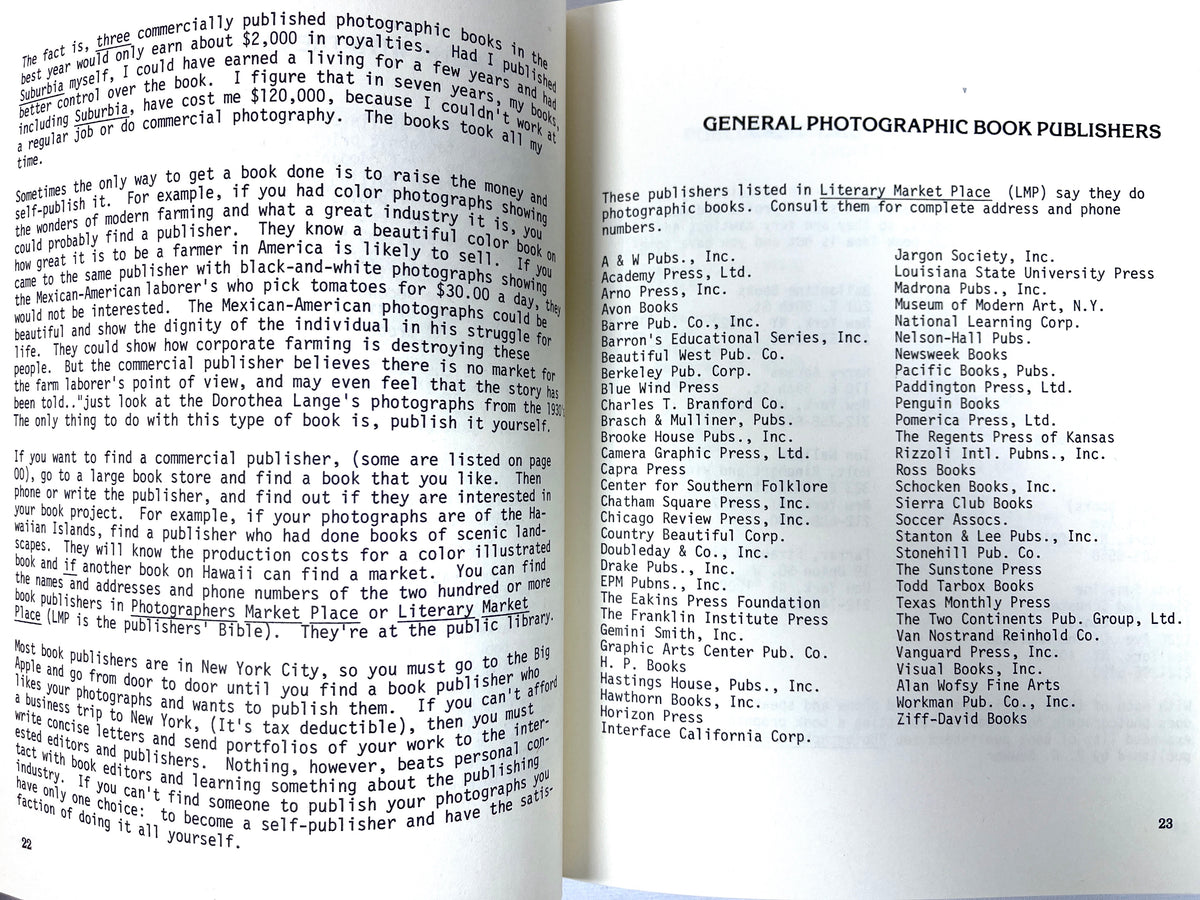 The fact is, three commercially published photographic books in the
best year would only earn about $2,000 in royalties. Had I published
Suburbia myself, I could have earned a living for a few years and had
better control over the book. I figure that in seven years, my books,
including Suburbia, have cost me $120,000, because I couldn't work at
a regular job or do commercial photography. The books took all my
time.
Sometimes the only way to get a book done is to raise the money and
self-publish it. For example, if you had color photographs showing
the wonders of modern farming and what a great industry it is, you
could probably find a publisher. They know a beautiful color book on
how great it is to be a farmer in America is likely to sell. If you
came to the same publisher with black-and-white photographs showing
the Mexican-American laborer's who pick tomatoes for $30.00 a day, they
would not be interested. The Mexican-American photographs could be
beautiful and show the dignity of the individual in his struggle for
life. They could show how corporate farming is destroying these
people. But the commercial publisher believes there is no market for
the farm laborer's point of view, and may even feel that the story has
been told.."just look at the Dorothea Lange's photographs from the 1930's
The only thing to do with this type of book is, publish it yourself.
If you want to find a commercial publisher, (some are listed on page
00), go to a large book store and find a book that you like. Then
phone or write the publisher, and find out if they are interested in
your book project. For example, if your photographs are of the Ha-
waiian Islands, find a publisher who had done books of scenic land-
scapes. They will know the production costs for a color illustrated
book and if another book on Hawaii can find a market. You can find
the names and addresses and phone numbers of the two hundred or more
book publishers in Photographers Market Place or Literary Market
Place (LMP is the publishers' Bible). They're at the public library.
Most book publishers are in New York City, so you must go to the Big
Apple and go from door to door until you find a book publisher who
likes your photographs and wants to publish them. If you can't afford
a business trip to New York, (It's tax deductible), then you must
write concise letters and send portfolios of your work to the inter-
ested editors and publishers. Nothing, however, beats personal con-
tact with book editors and learning something about the publishing
industry. If you can't find someone to publish your photographs you
have only one choice: to become a self-publisher and have the satis-
faction of doing it all yourself.
22
GENERAL PHOTOGRAPHIC BOOK PUBLISHERS
These publishers listed in Literary Market Place (LMP) say they do
photographic books. Consult them for complete address and phone
numbers.
A & W Pubs., Inc.
Academy Press, Ltd.
Arno Press, Inc.
Avon Books
Barre Pub. Co., Inc.
Barron's Educational Series, Inc.
Beautiful West Pub. Co.
Berkeley Pub. Corp.
Blue Wind Press
Charles T. Branford Co.
Brasch & Mulliner, Pubs.
Brooke House Pubs., Inc.
Camera Graphic Press, Ltd.
Capra Press
Center for Southern Folklore
Chatham Square Press, Inc.
Chicago Review Press, Inc.
Country Beautiful Corp.
Doubleday & Co., Inc.
Drake Pubs., Inc.
EPM Pubns., Inc.
The Eakins Press Foundation
The Franklin Institute Press
Gemini Smith, Inc.
Graphic Arts Center Pub. Co.
H. P. Books
Hastings House, Pubs., Inc.
Hawthorn Books, Inc.
Horizon Press
Interface California Corp.
Jargon Society, Inc.
Louisiana State University Press
Madrona Pubs., Inc.
Museum of Modern Art, N.Y.
National Learning Corp.
Nelson-Hall Pubs.
Newsweek Books
Pacific Books, Pubs.
Paddington Press, Ltd.
Penguin Books
Pomerica Press, Ltd.
The Regents Press of Kansas
Rizzoli Intl. Pubns., Inc.
Ross Books
Schocken Books, Inc.
Sierra Club Books
Soccer Assocs.
Stanton & Lee Pubs., Inc.
Stonehill Pub. Co.
The Sunstone Press
Todd Tarbox Books
Texas Monthly Press
The Two Continents Pub. Group, Ltd.
Van Nostrand Reinhold Co.
Vanguard Press, Inc.
Visual Books, Inc.
Alan Wofsy Fine Arts
Workman Pub. Co., Inc.
Ziff-David Books
23